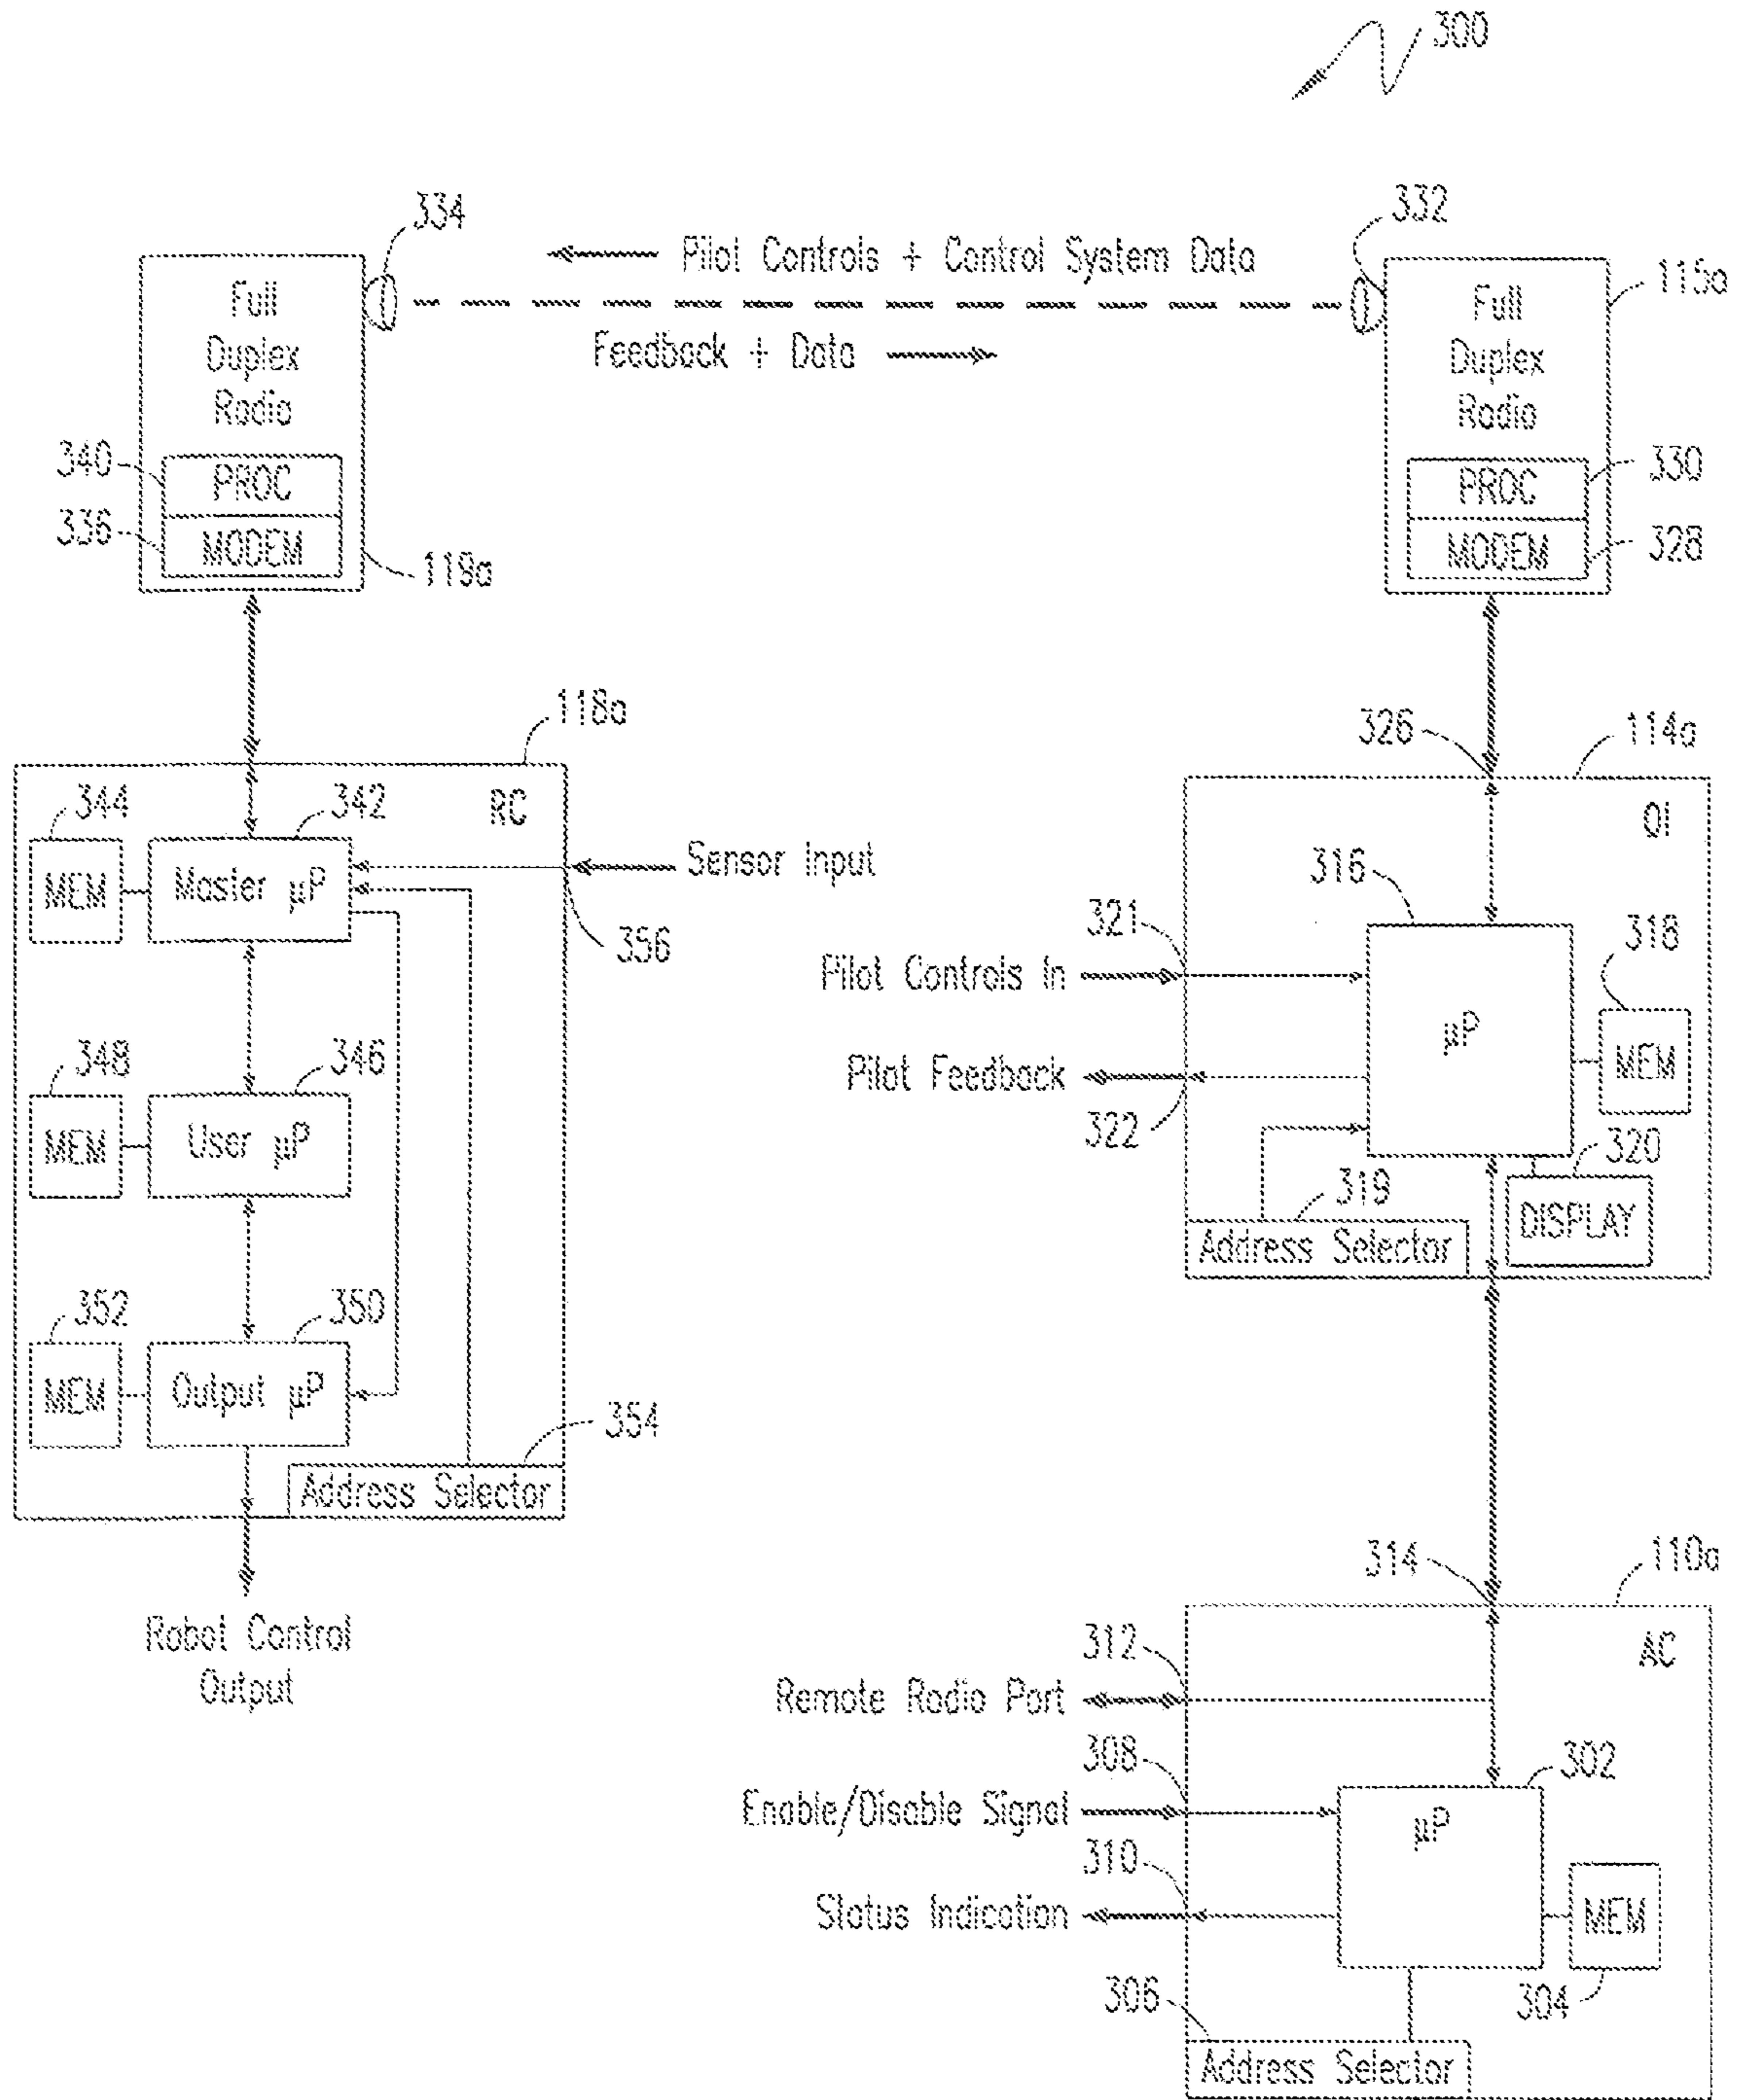 300
334
332
Pilot Controls + Control System Data
115a
Full
Duplex
Radio
Full
Duplex
Radio
Feedback + Data
340
PROC
330
PROC
336
MODEM
328
MODEM
119a
118a
326
114a
344
342
RC
OI
MEM
Master µP
Sensor Input
316
356
321
318
Pilot Controls In
µP
348
346
Pilot Feedback
MEM
MEM
User µP
322
320
319
DISPLAY
Address Selector
352
350
MEM
Output µP
354
Address Selector
314
110a
Robot Control
Output
312
AC
Remote Radio Port
308
302
Enable/Disable Signal
µP
310
Status Indication
MEM
306
304
Address Selector